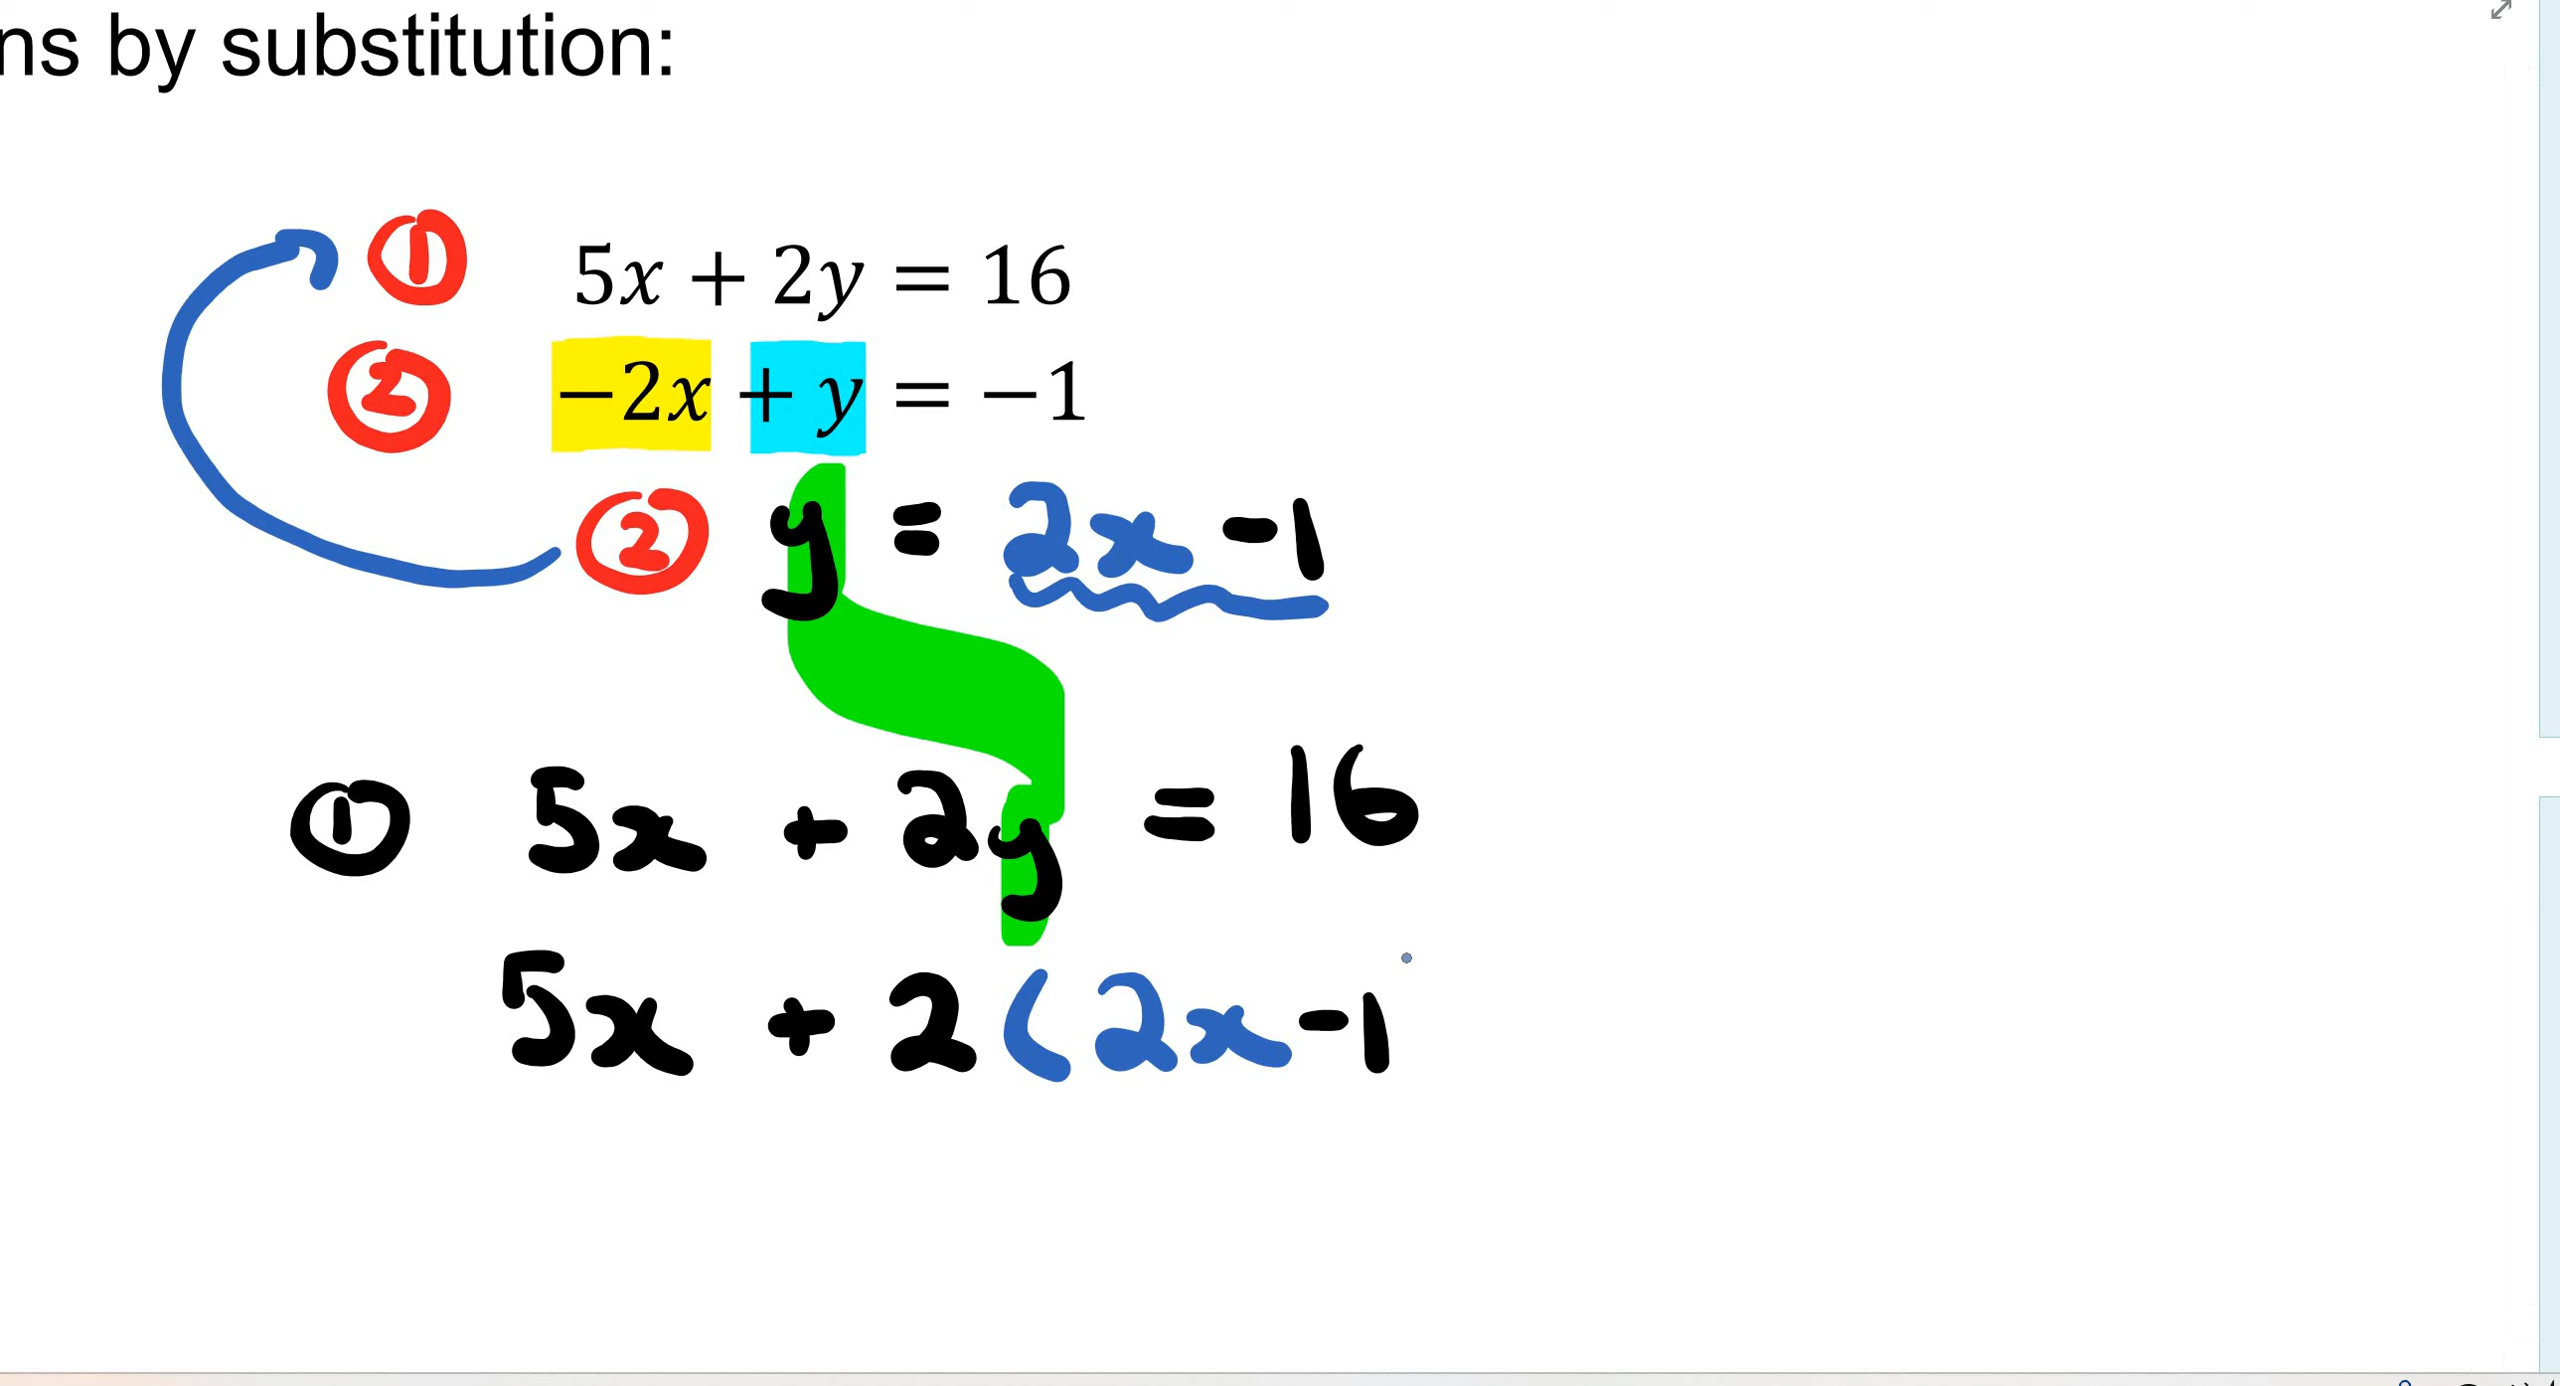 ns by substitution:
① 5x + 2y = 16
② −2x + y = −1
② y = 2x - 1
① 5x + 2y = 16
5x + 2(2x - 1